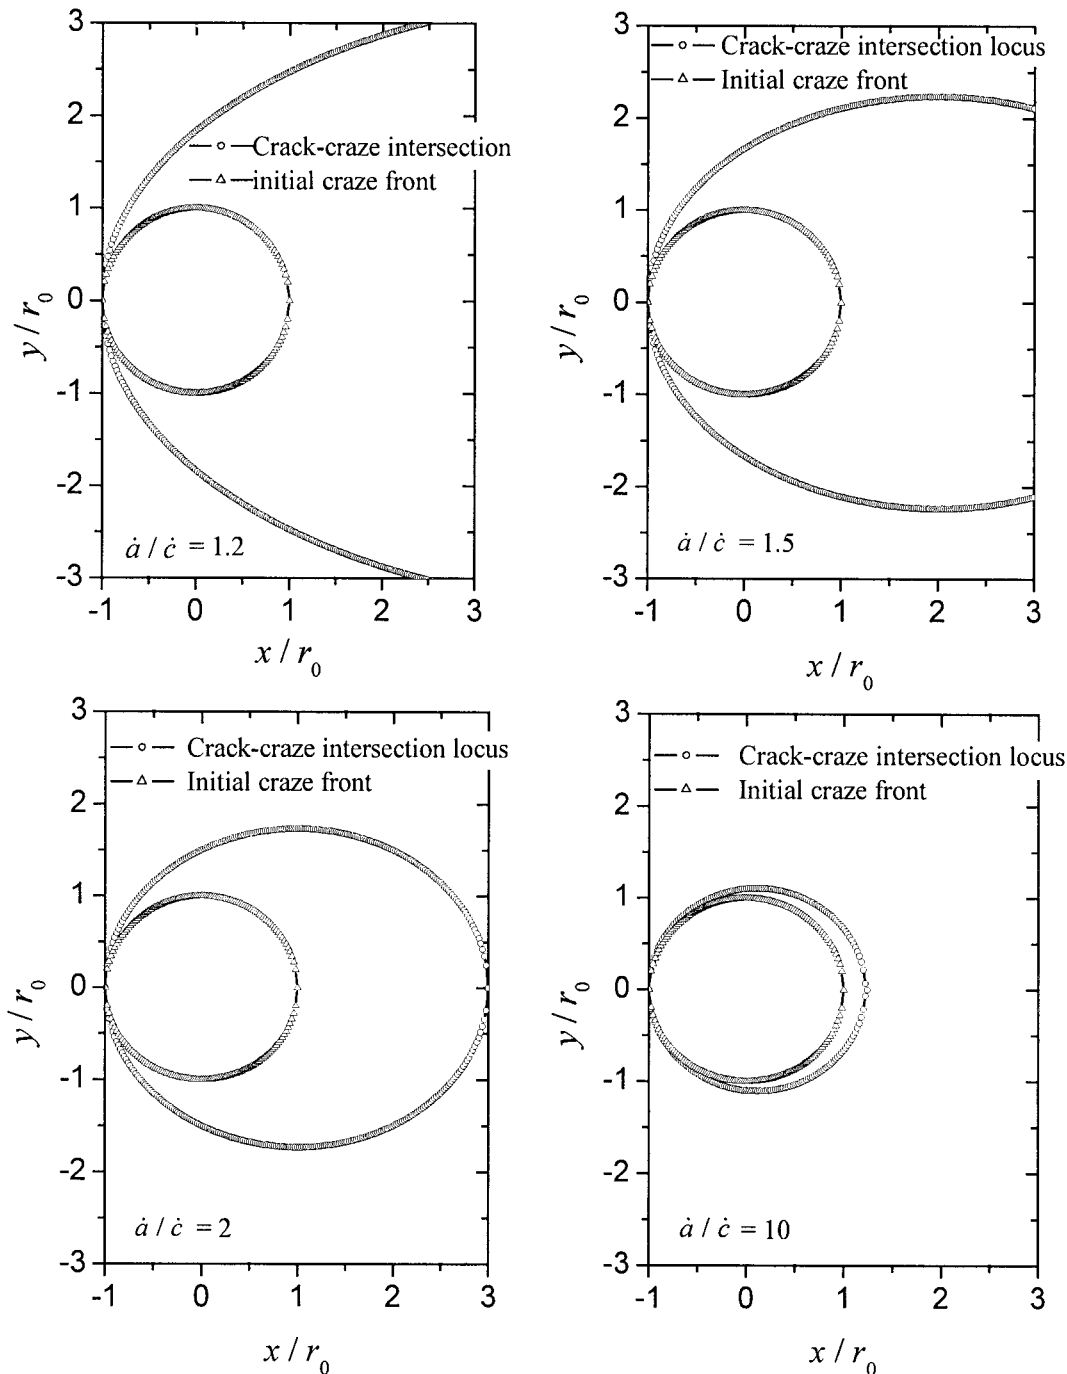 3
2
1
0
-1
-2
-3
y / r0
Crack-craze intersection
initial craze front
ȧ / ċ = 1.2
-1 0 1 2 3
x / r0
3
2
1
0
-1
-2
-3
y / r0
Crack-craze intersection locus
Initial craze front
ȧ / ċ = 1.5
-1 0 1 2 3
x / r0
3
2
1
0
-1
-2
-3
y / r0
Crack-craze intersection locus
Initial craze front
ȧ / ċ = 2
-1 0 1 2 3
x / r0
3
2
1
0
-1
-2
-3
y / r0
Crack-craze intersection locus
Initial craze front
ȧ / ċ = 10
-1 0 1 2 3
x / r0